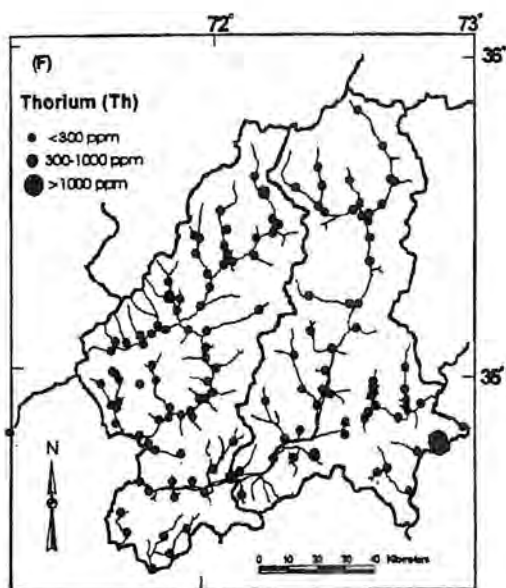 72° 73°
36°
(F)
Thorium (Th)
<300 ppm
300-1000 ppm
>1000 ppm
35°
N
0 10 20 30 40 Kilometers